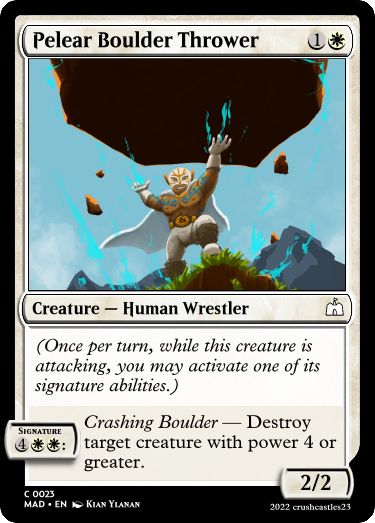 Pelear Boulder Thrower 1
Creature — Human Wrestler
(Once per turn, while this creature is
attacking, you may activate one of its
signature abilities.)
SIGNATURE
4 :
Crashing Boulder — Destroy
target creature with power 4 or
greater.
2/2
C 0023
MAD • EN Kian Ylanan
2022 crushcastles23